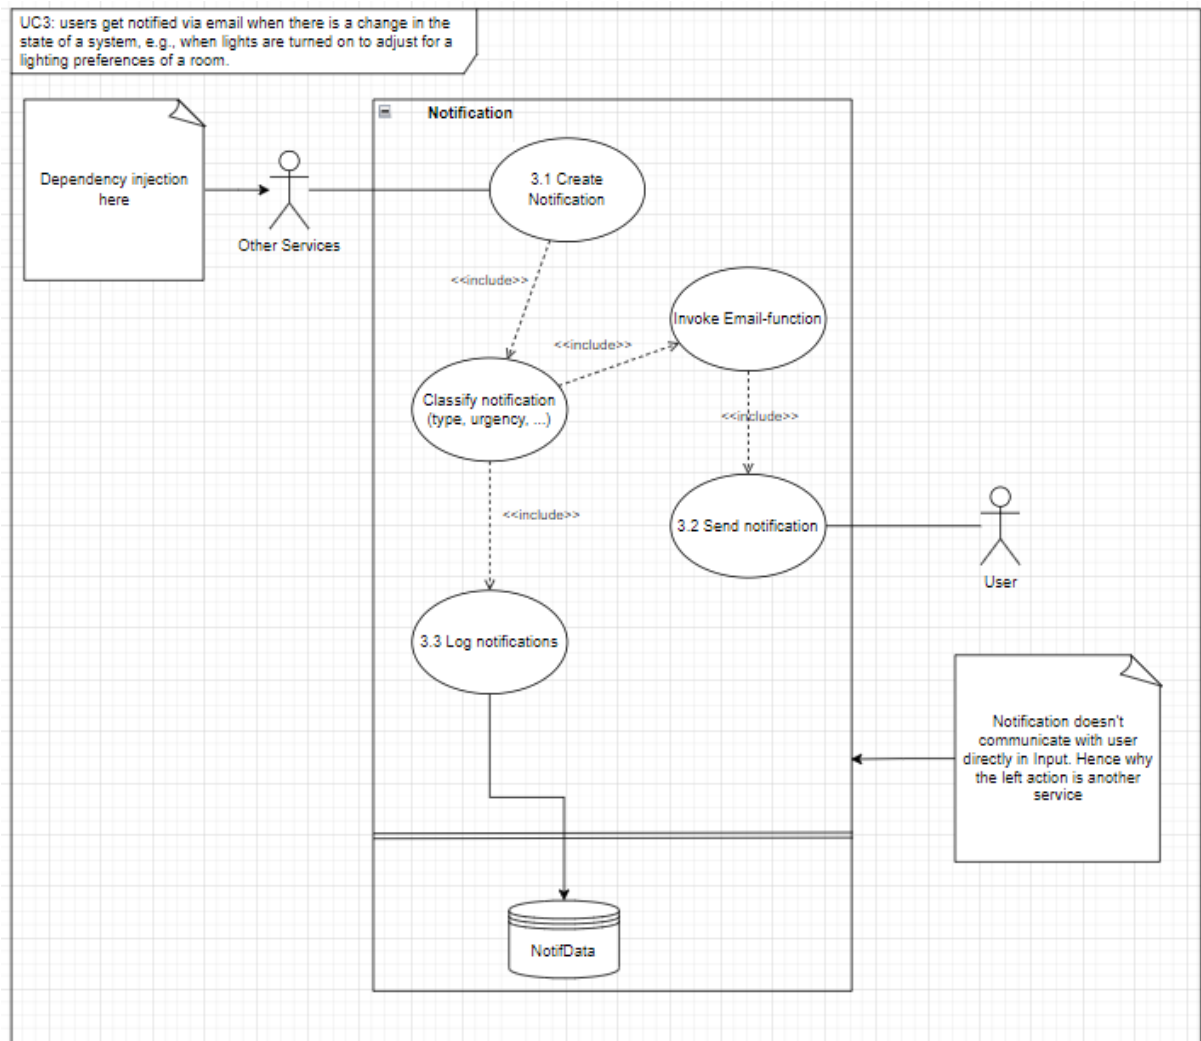 UC3: users get notified via email when there is a change in the
state of a system, e.g., when lights are turned on to adjust for a
lighting preferences of a room.
Notification
Dependency injection
here
Other Services
3.1 Create
Notification
<<include>>
Invoke Email-function
<<include>>
Classify notification
(type, urgency, ...)
<<include>>
<<include>>
3.2 Send notification
User
3.3 Log notifications
Notification doesn't
communicate with user
directly in Input. Hence why
the left action is another
service
NotifData